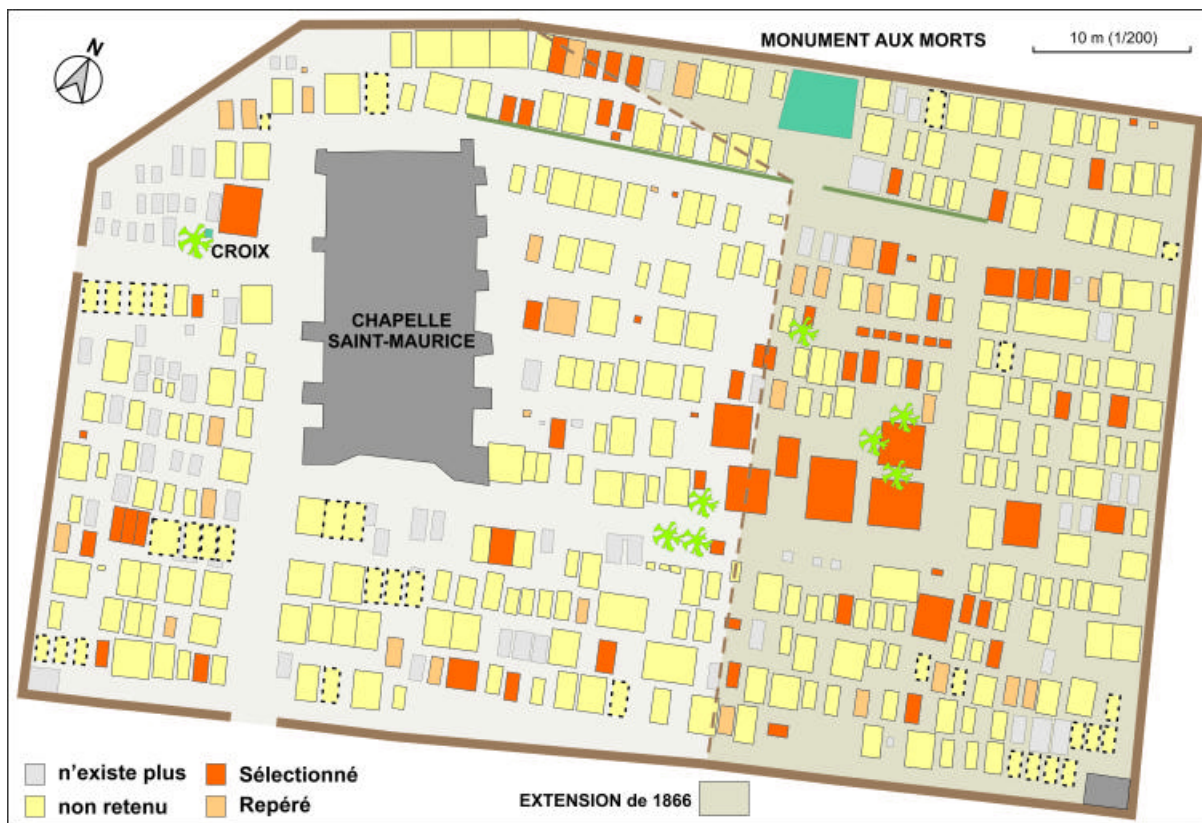 N
MONUMENT AUX MORTS
10 m (1/200)
CROIX
CHAPELLE
SAINT-MAURICE
n'existe plus
Sélectionné
non retenu
Repéré
EXTENSION de 1866